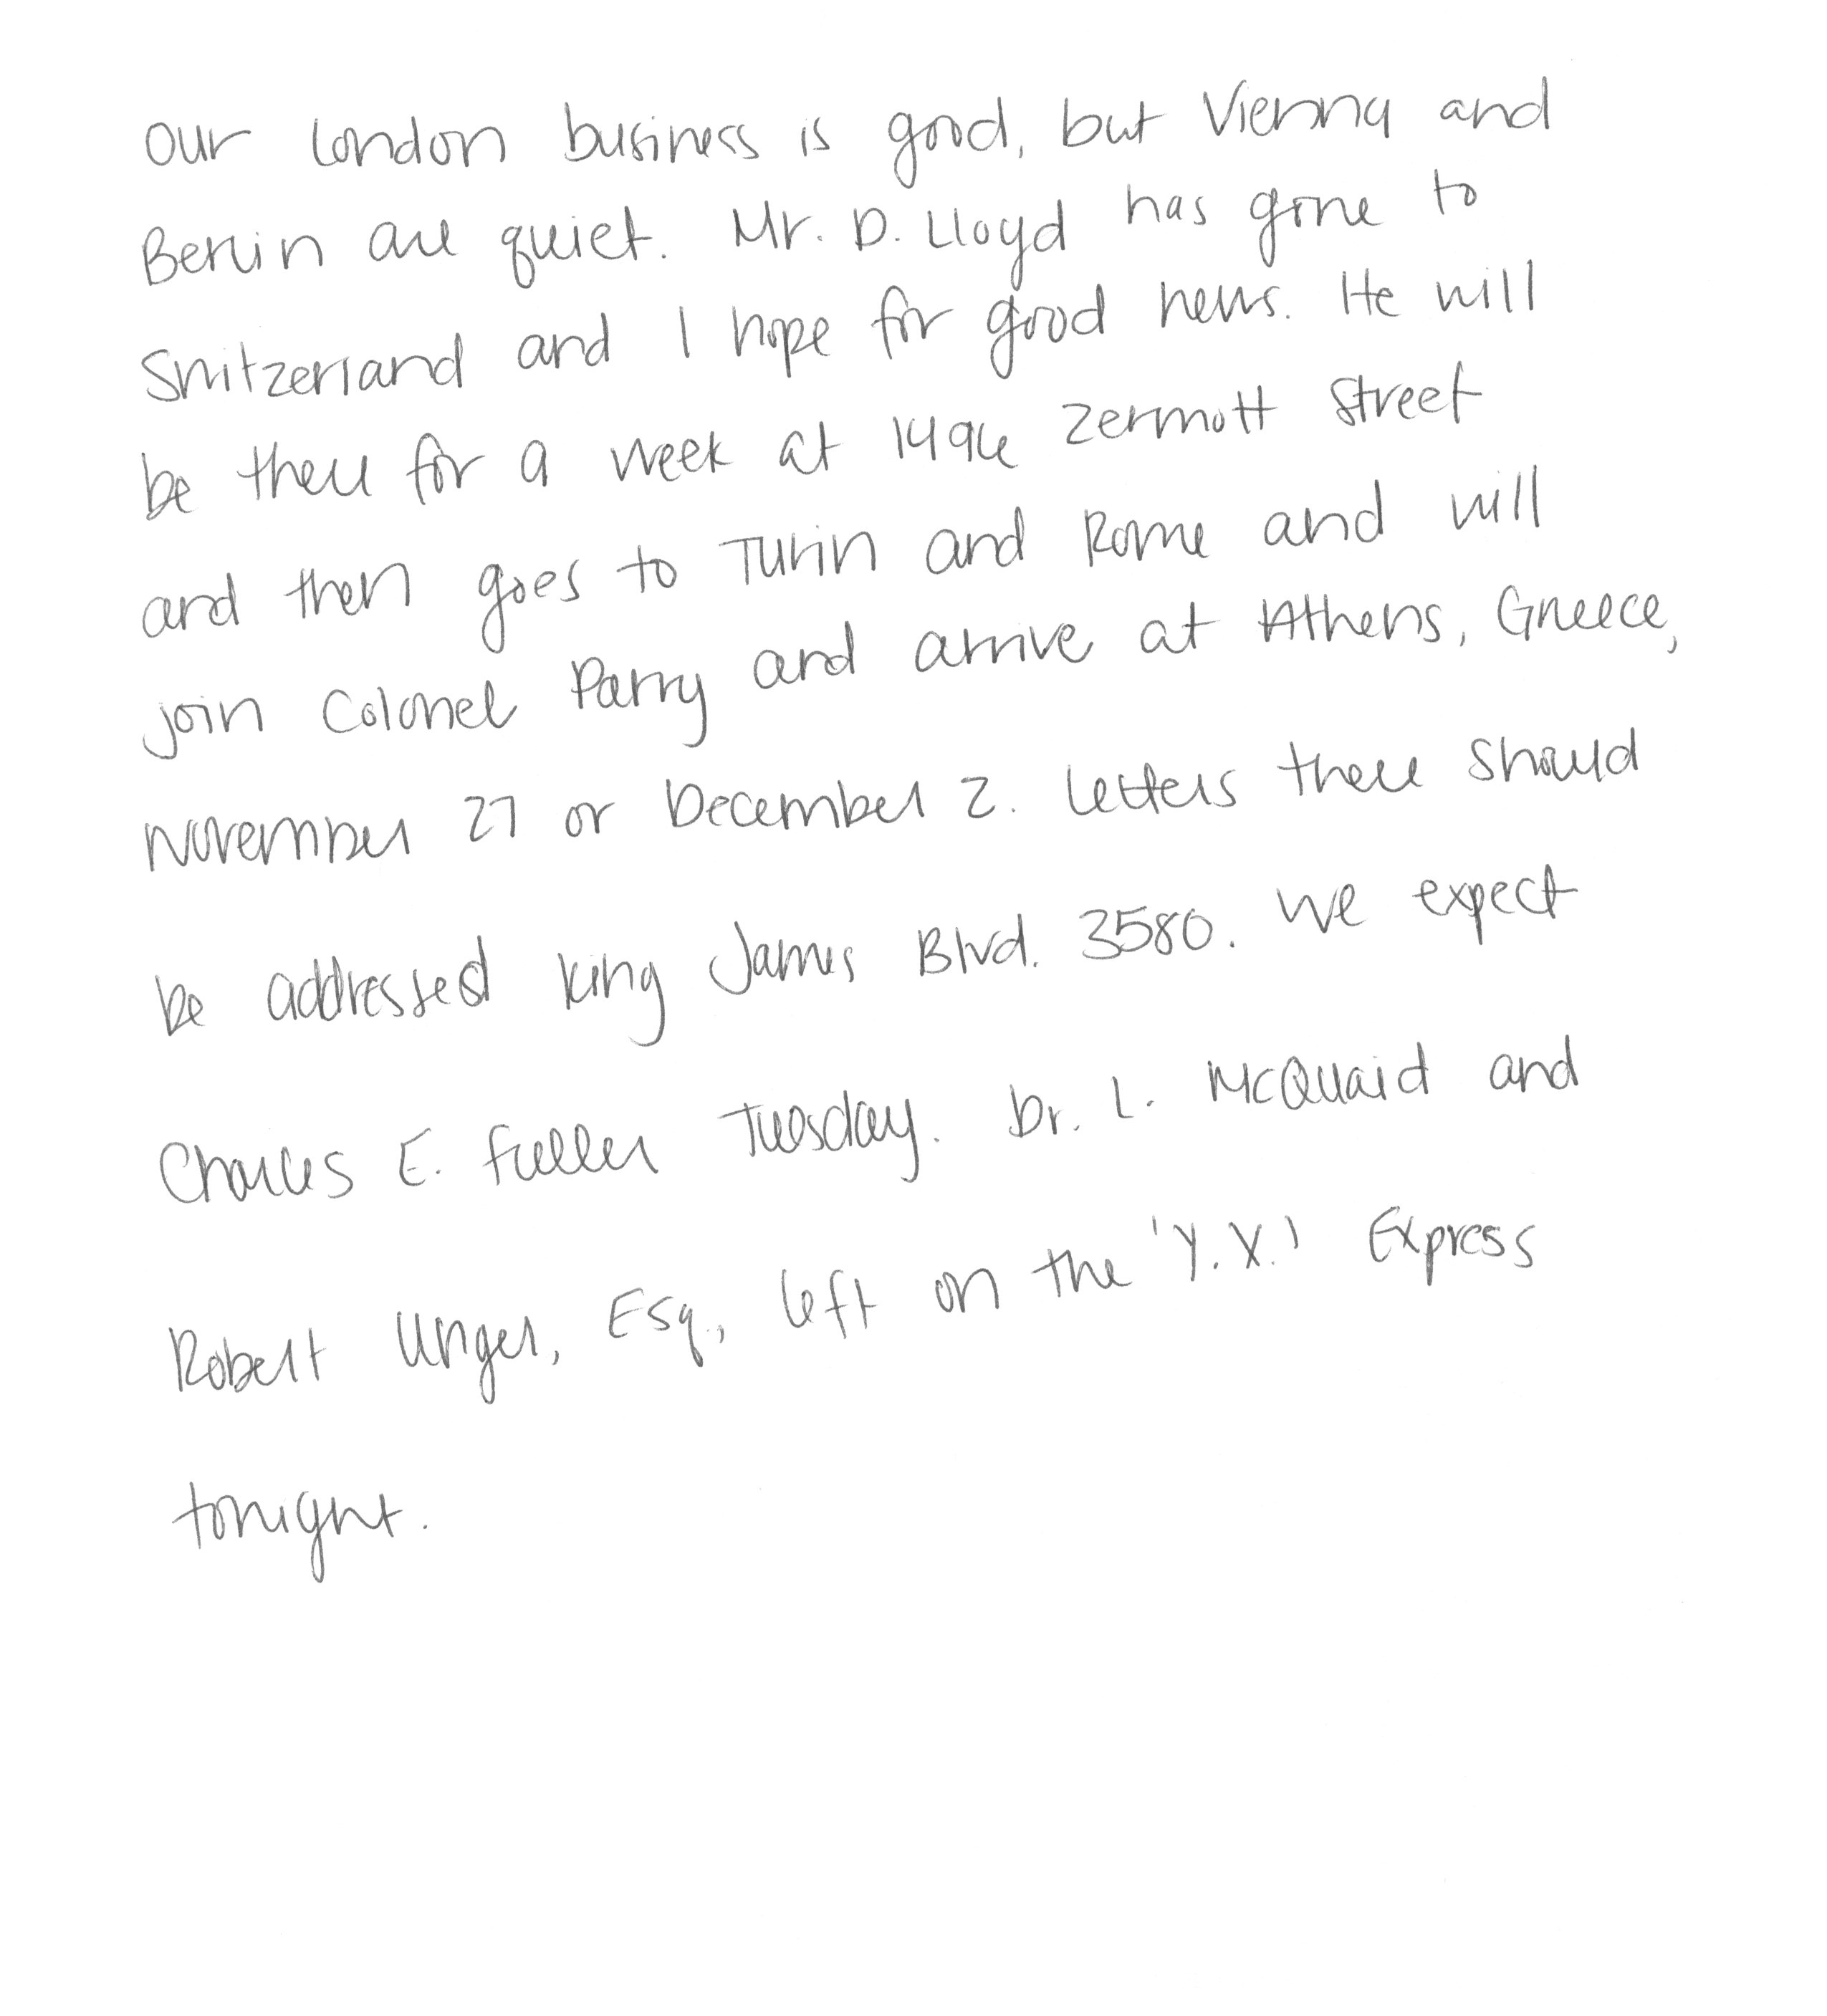 Our London business is good, but Vienna and
Berlin are quiet. Mr. D. Lloyd has gone to
Switzerland and I hope for good news. He will
be there for a week at 1496 Zermott Street
and then goes to Turin and Rome and will
join Colonel Parry and arrive at Athens, Greece,
November 27 or December 2. Letters there should
be addressed King James Blvd. 3580. We expect
Charles E. Fuller Tuesday. Dr. L. McQuaid and
Robert Unger, Esq., left on the 'Y.X.' Express
tonight.